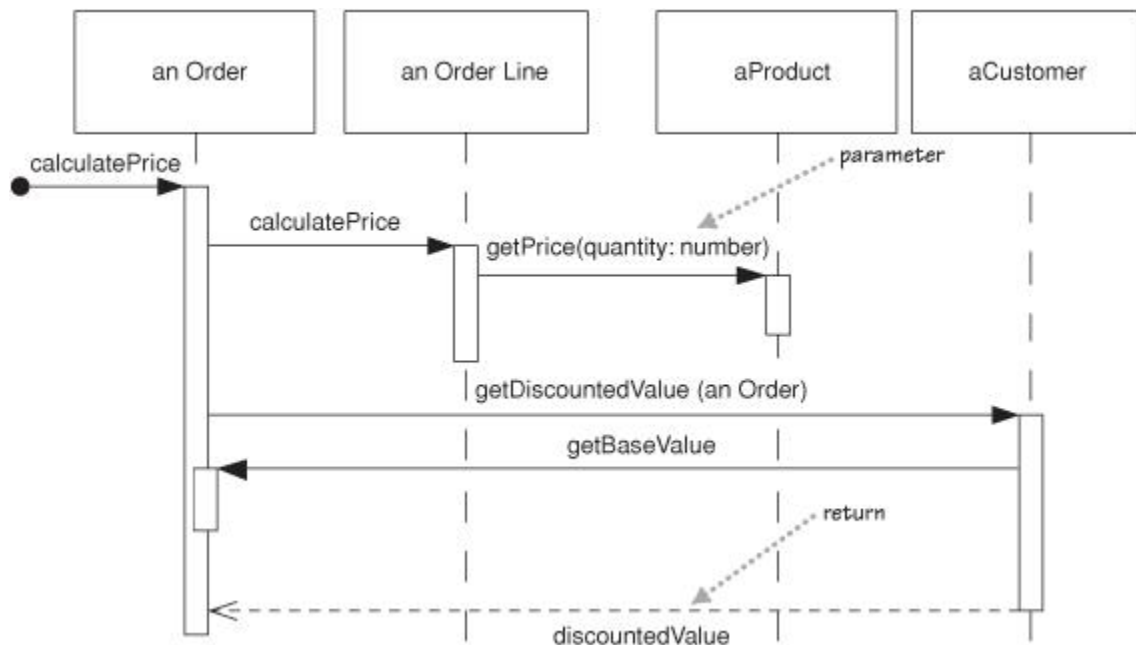 an Order
an Order Line
aProduct
aCustomer
calculatePrice
parameter
calculatePrice
getPrice(quantity: number)
getDiscountedValue (an Order)
getBaseValue
return
discountedValue